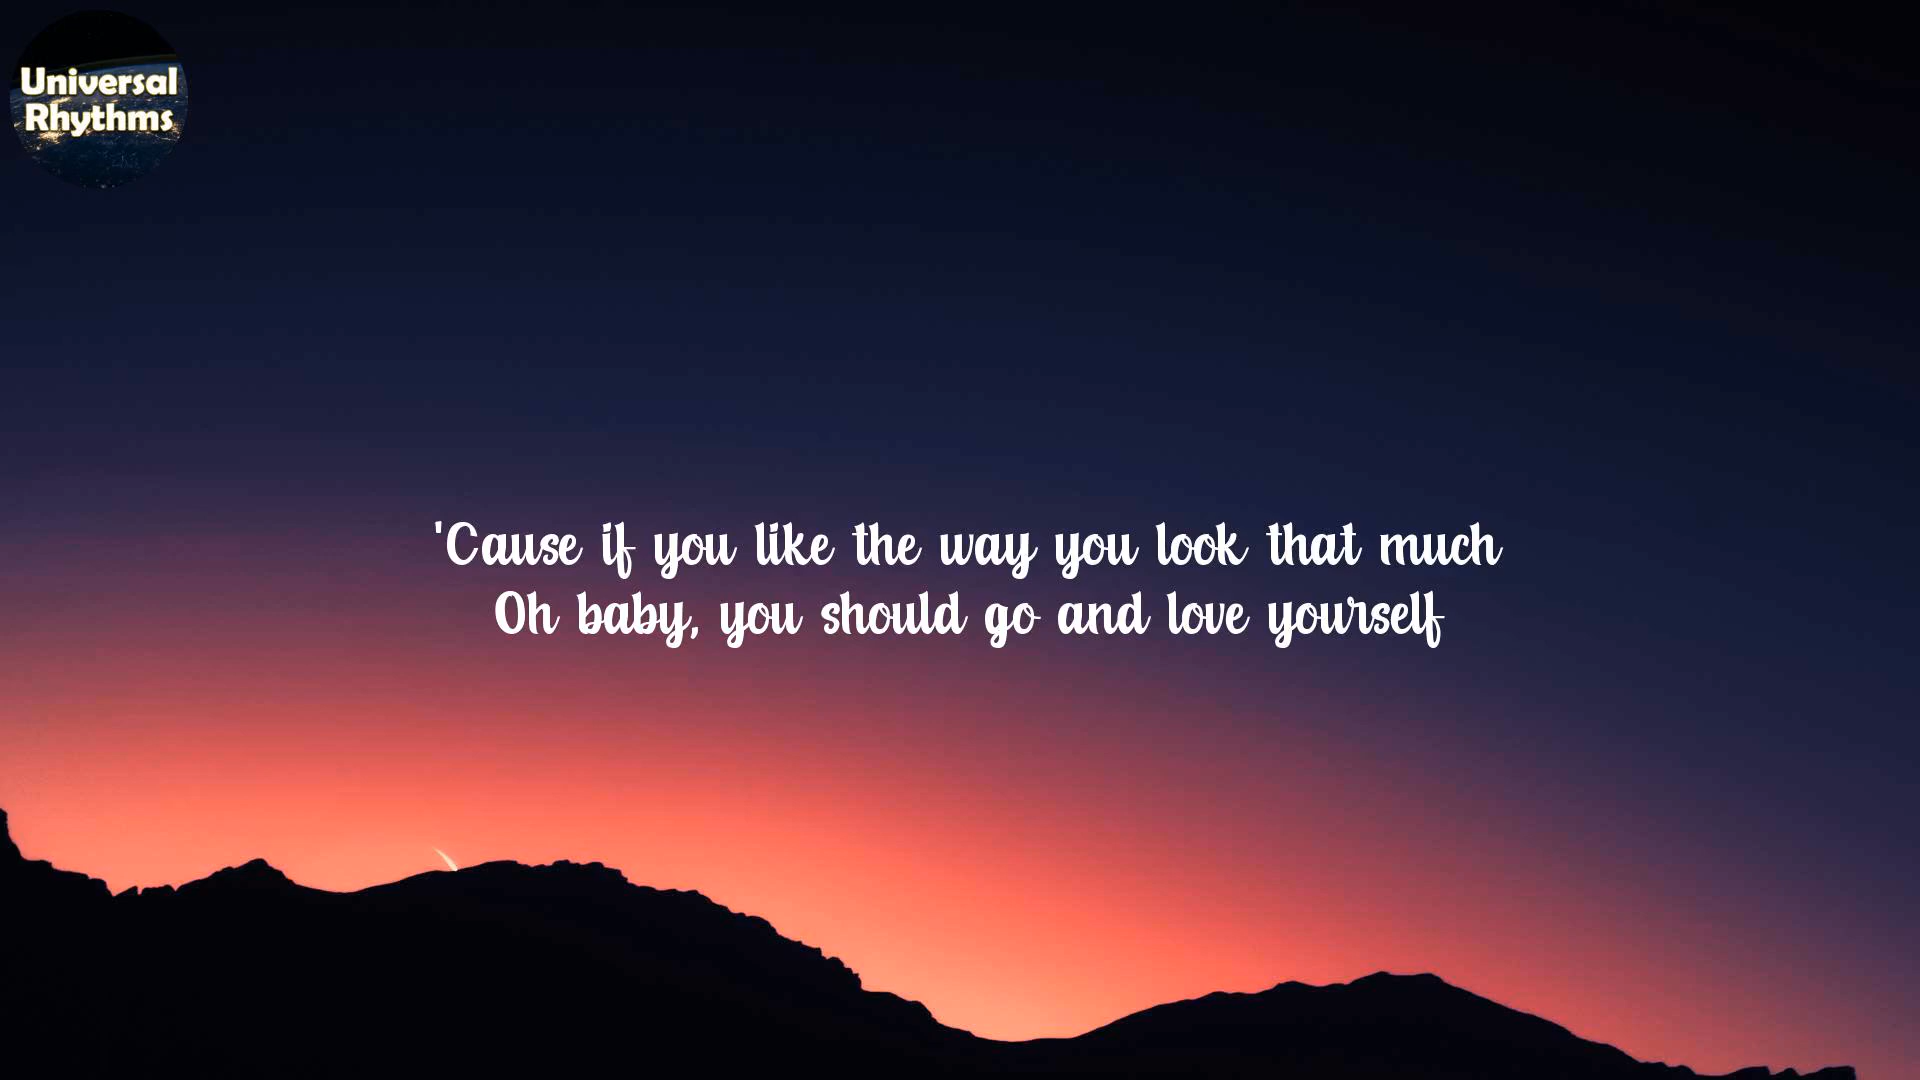 Universal
Rhythms
'Cause if you like the way you look that much
Oh baby, you should go and love yourself